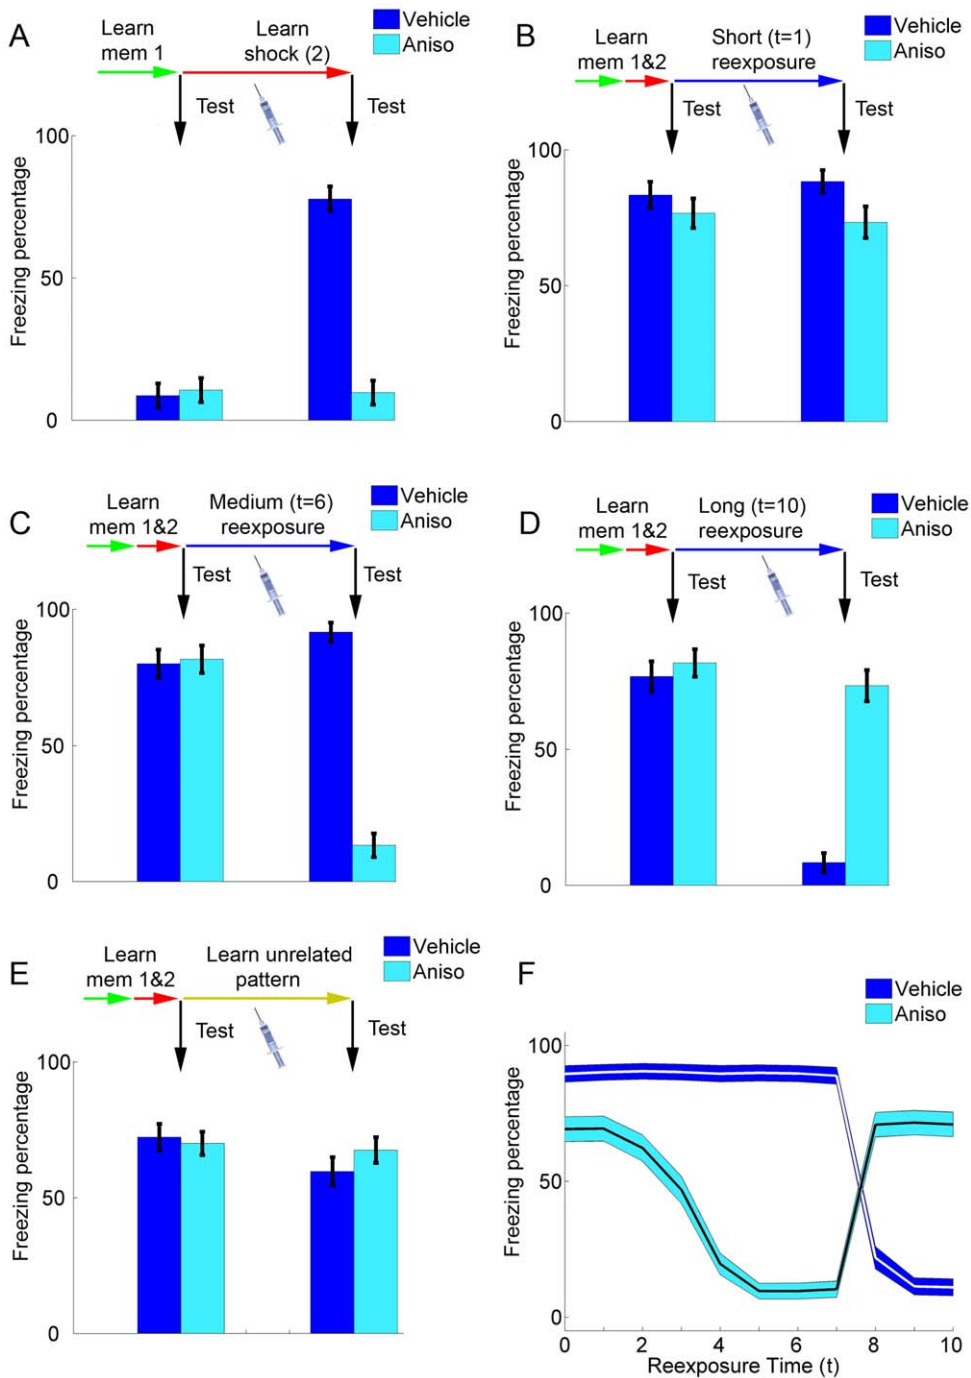 A
Learn
mem 1
Learn
shock (2)
Vehicle
Aniso
Test
Test
100
50
0
Freezing percentage
B
Learn
mem 1&2
Short (t=1)
reexposure
Vehicle
Aniso
Test
Test
100
50
0
Freezing percentage
C
Learn
mem 1&2
Medium (t=6)
reexposure
Vehicle
Aniso
Test
Test
100
50
0
Freezing percentage
D
Learn
mem 1&2
Long (t=10)
reexposure
Vehicle
Aniso
Test
Test
100
50
0
Freezing percentage
E
Learn
mem 1&2
Learn unrelated
pattern
Vehicle
Aniso
Test
Test
100
50
0
Freezing percentage
F
Vehicle
Aniso
100
50
0
Freezing percentage
0 2 4 6 8 10
Reexposure Time (t)